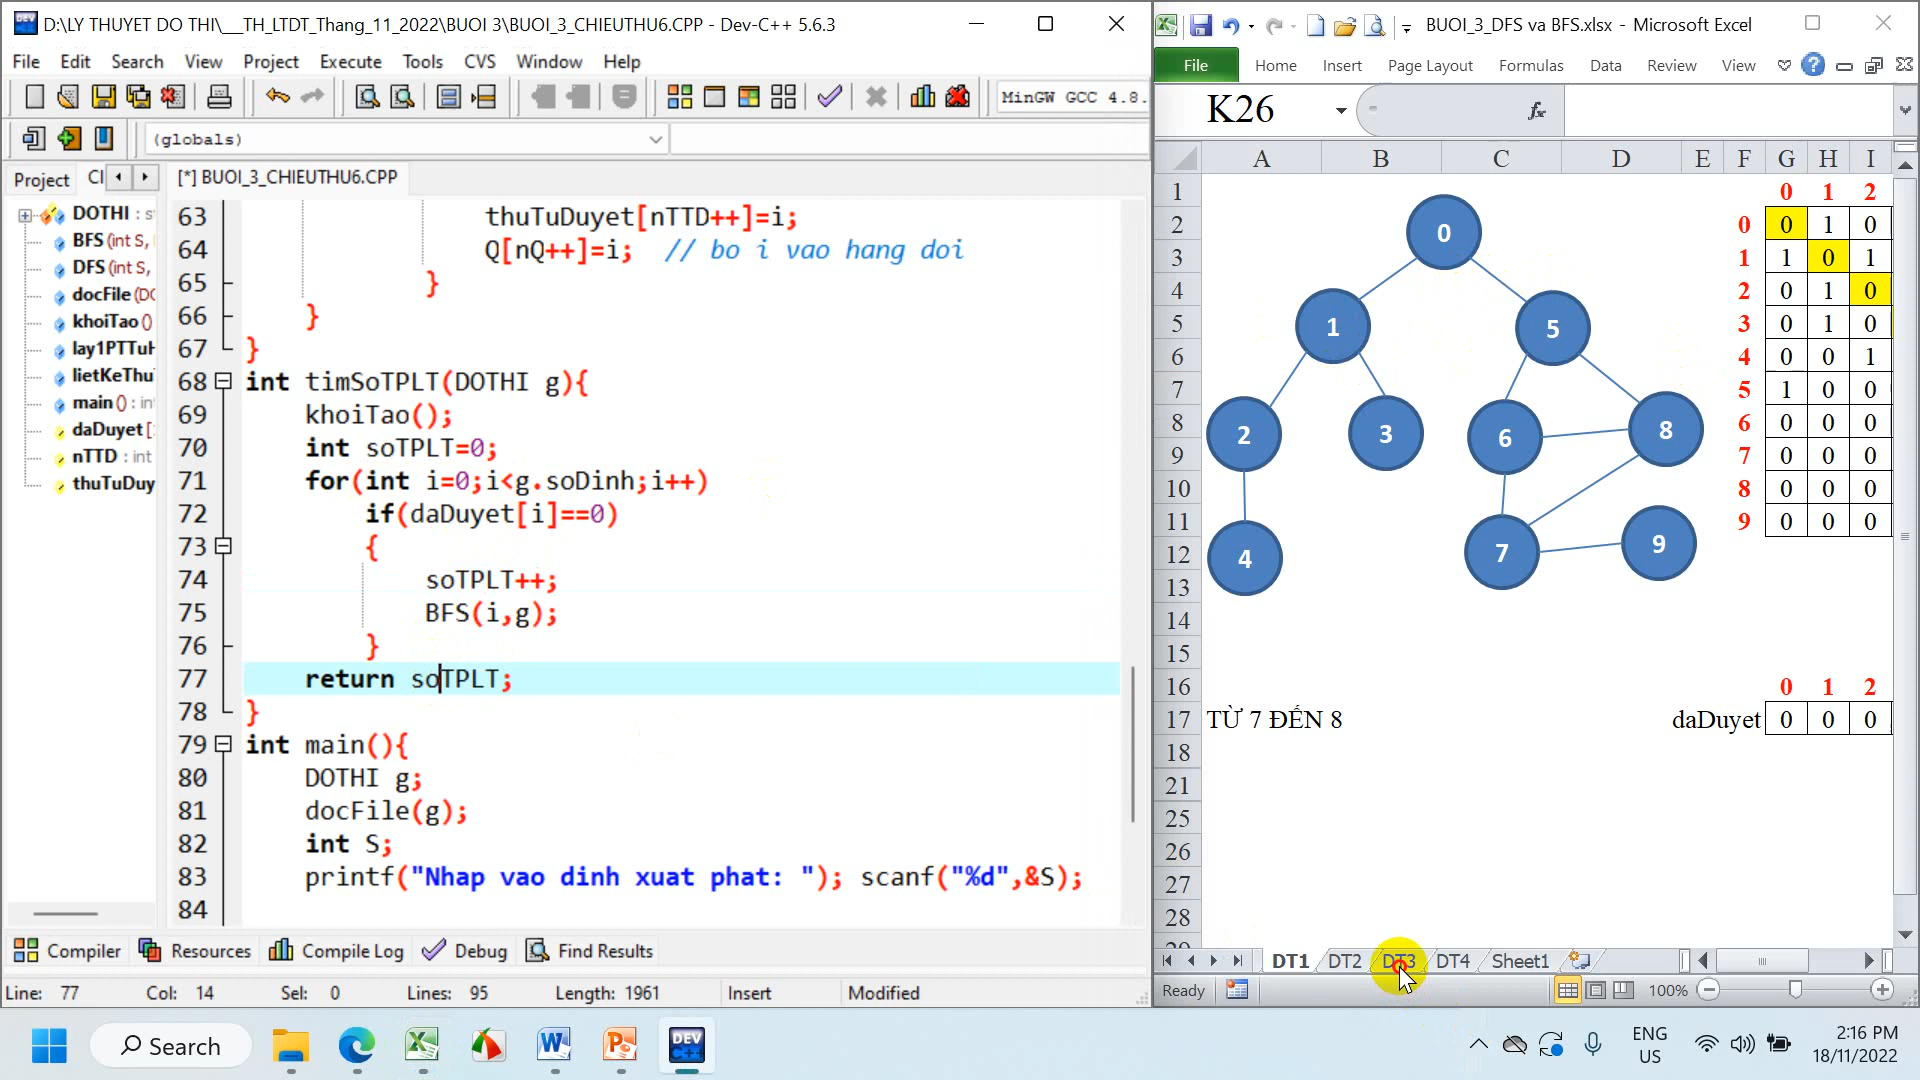 D:\LY THUYET DO THI\__TH_LTDT_Thang_11_2022\BUOI 3\BUOI_3_CHIEUTHU6.CPP - Dev-C++ 5.6.3
File Edit Search View Project Execute Tools CVS Window Help
MinGW GCC 4.8.
(globals)
Project Cl
[*] BUOI_3_CHIEUTHU6.CPP
DOTHI : s
BFS (int S,
DFS (int S,
docFile (DC
khoiTao ()
lay1PTTuH
lietKeThu
main () : in
daDuyet [
nTTD : int
thuTuDuy
63 thuTuDuyet[nTTD++]=i;
64 Q[nQ++]=i; // bo i vao hang doi
65 }
66 }
67 }
68 int timSoTPLT(DOTHI g){
69 khoiTao();
70 int soTPLT=0;
71 for(int i=0;i<g.soDinh;i++)
72 if(daDuyet[i]==0)
73 {
74 soTPLT++;
75 BFS(i,g);
76 }
77 return soTPLT;
78 }
79 int main(){
80 DOTHI g;
81 docFile(g);
82 int S;
83 printf("Nhap vao dinh xuat phat: "); scanf("%d",&S);
84
Compiler Resources Compile Log Debug Find Results
Line: 77 Col: 14 Sel: 0 Lines: 95 Length: 1961 Insert Modified
BUOI_3_DFS va BFS.xlsx - Microsoft Excel
File Home Insert Page Layout Formulas Data Review View
K26 fx
A B C D E F G H I
1 0 1 2
2 0 0 1 0
3 1 1 0 1
4 2 0 1 0
5 3 0 1 0
6 4 0 0 1
7 5 1 0 0
8 6 0 0 0
9 7 0 0 0
10 8 0 0 0
11 9 0 0 0
12
13
14
15
16 0 1 2
17 TỪ 7 ĐẾN 8 daDuyet 0 0 0
18
21
25
26
27
28
0
1 5
2 3 6 8
4 7 9
DT1 DT2 DT3 DT4 Sheet1
Ready 100%
Search
DEV C++
ENG
US
2:16 PM
18/11/2022